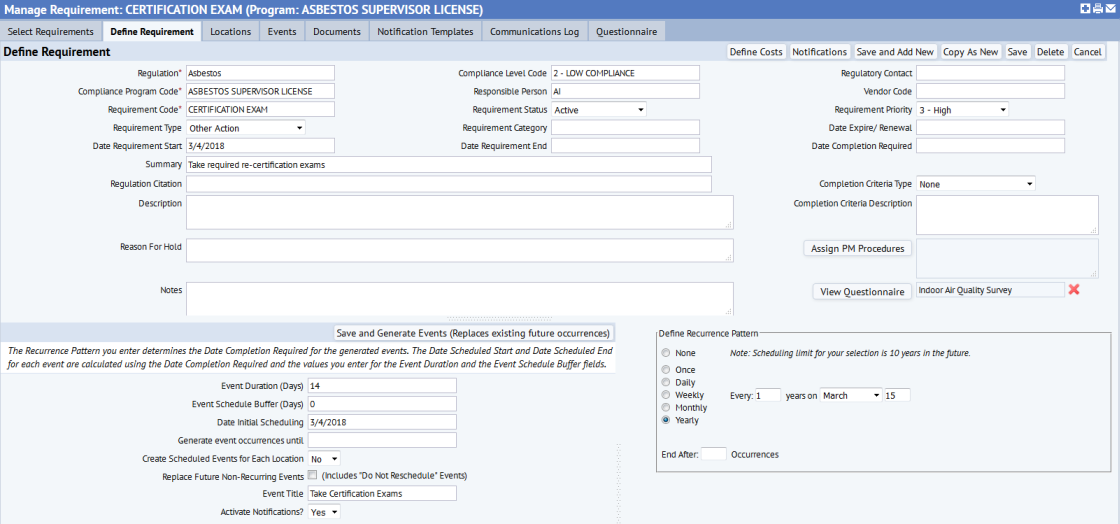 Manage Requirement: CERTIFICATION EXAM (Program: ASBESTOS SUPERVISOR LICENSE)
Select Requirements Define Requirement Locations Events Documents Notification Templates Communications Log Questionnaire
Define Requirement Define Costs Notifications Save and Add New Copy As New Save Delete Cancel
Regulation* Asbestos Compliance Level Code 2 - LOW COMPLIANCE Regulatory Contact
Compliance Program Code* ASBESTOS SUPERVISOR LICENSE Responsible Person AI Vendor Code
Requirement Code* CERTIFICATION EXAM Requirement Status Active Requirement Priority 3 - High
Requirement Type Other Action Requirement Category Date Expire/ Renewal
Date Requirement Start 3/4/2018 Date Requirement End Date Completion Required
Summary Take required re-certification exams
Regulation Citation Completion Criteria Type None
Description Completion Criteria Description
Reason For Hold Assign PM Procedures
Notes View Questionnaire Indoor Air Quality Survey
Save and Generate Events (Replaces existing future occurrences)
The Recurrence Pattern you enter determines the Date Completion Required for the generated events. The Date Scheduled Start and Date Scheduled End
for each event are calculated using the Date Completion Required and the values you enter for the Event Duration and the Event Schedule Buffer fields.
Event Duration (Days) 14
Event Schedule Buffer (Days) 0
Date Initial Scheduling 3/4/2018
Generate event occurrences until
Create Scheduled Events for Each Location No
Replace Future Non-Recurring Events (Includes "Do Not Reschedule" Events)
Event Title Take Certification Exams
Activate Notifications? Yes
Define Recurrence Pattern
None Note: Scheduling limit for your selection is 10 years in the future.
Once
Daily
Weekly Every: 1 years on March 15
Monthly
Yearly
End After: Occurrences